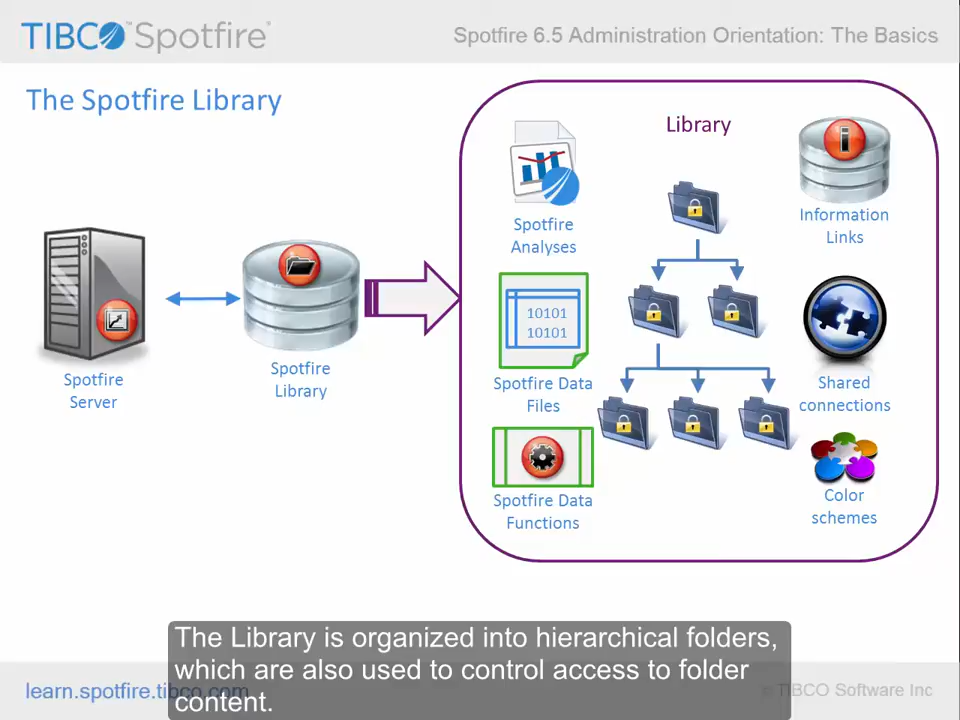 TIBCO Spotfire®
Spotfire 6.5 Administration Orientation: The Basics
The Spotfire Library
Library
Spotfire
Analyses
Information
Links
10101
10101
Spotfire
Server
Spotfire
Library
Spotfire Data
Files
Shared
connections
Spotfire Data
Functions
Color
schemes
The Library is organized into hierarchical folders,
which are also used to control access to folder
content.
learn.spotfire.tibco.com
© TIBCO Software Inc